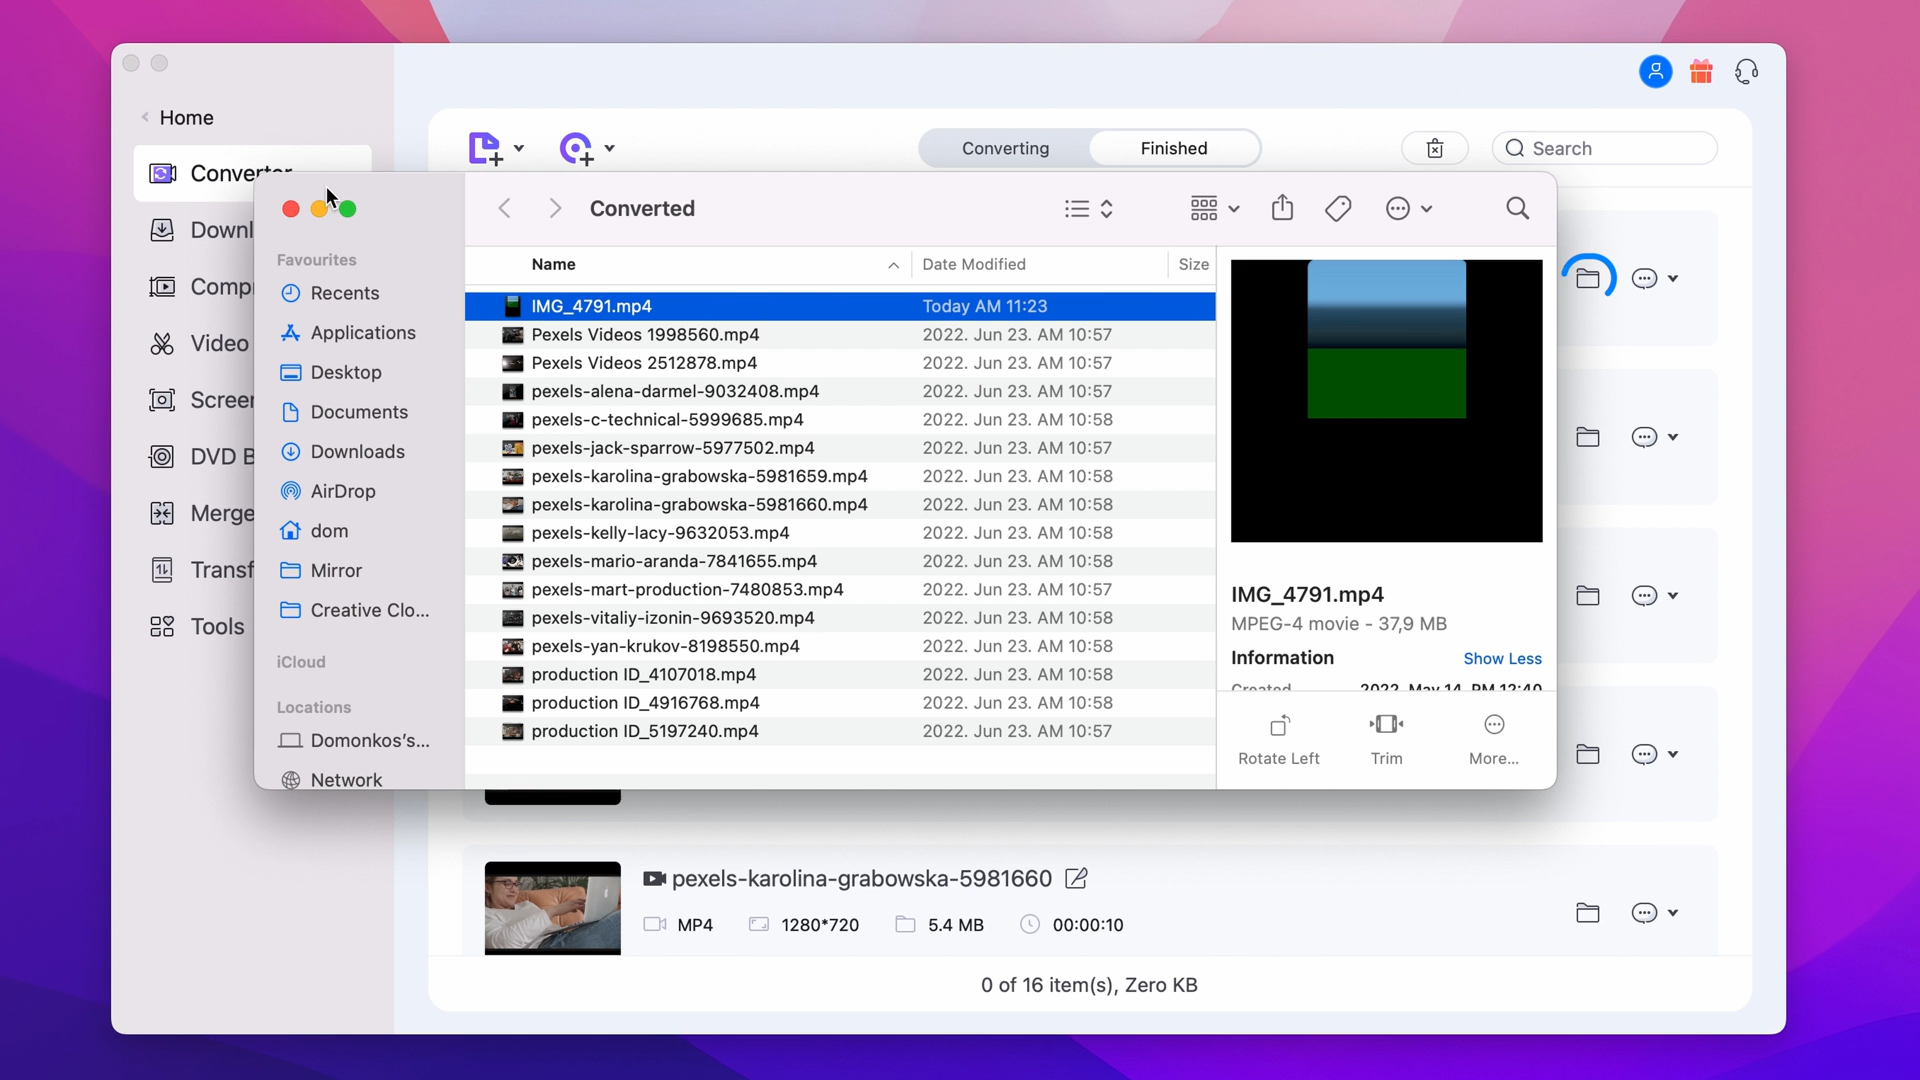 Home
Converting
Finished
Search
Converter
Downl
Comp
Video
Screer
DVD B
Merge
Transf
Tools
Converted
Favourites
Recents
Applications
Desktop
Documents
Downloads
AirDrop
dom
Mirror
Creative Clo...
iCloud
Locations
Domonkos's...
Network
Name Date Modified Size
IMG_4791.mp4 Today AM 11:23
Pexels Videos 1998560.mp4 2022. Jun 23. AM 10:57
Pexels Videos 2512878.mp4 2022. Jun 23. AM 10:57
pexels-alena-darmel-9032408.mp4 2022. Jun 23. AM 10:57
pexels-c-technical-5999685.mp4 2022. Jun 23. AM 10:58
pexels-jack-sparrow-5977502.mp4 2022. Jun 23. AM 10:57
pexels-karolina-grabowska-5981659.mp4 2022. Jun 23. AM 10:58
pexels-karolina-grabowska-5981660.mp4 2022. Jun 23. AM 10:58
pexels-kelly-lacy-9632053.mp4 2022. Jun 23. AM 10:58
pexels-mario-aranda-7841655.mp4 2022. Jun 23. AM 10:58
pexels-mart-production-7480853.mp4 2022. Jun 23. AM 10:57
pexels-vitaliy-izonin-9693520.mp4 2022. Jun 23. AM 10:58
pexels-yan-krukov-8198550.mp4 2022. Jun 23. AM 10:58
production ID_4107018.mp4 2022. Jun 23. AM 10:58
production ID_4916768.mp4 2022. Jun 23. AM 10:58
production ID_5197240.mp4 2022. Jun 23. AM 10:57
IMG_4791.mp4
MPEG-4 movie - 37,9 MB
Information Show Less
Created 2022. May 14. PM 12:40
Rotate Left Trim More...
pexels-karolina-grabowska-5981660
MP4 1280*720 5.4 MB 00:00:10
0 of 16 item(s), Zero KB